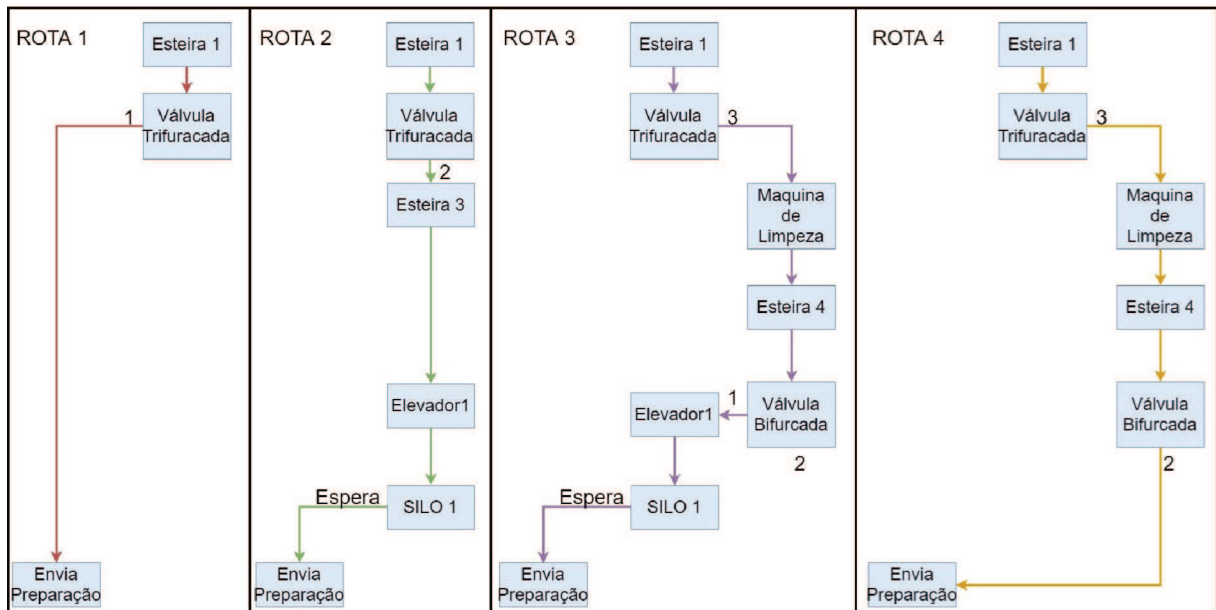 ROTA 1
Esteira 1
1
Válvula
Trifuracada
Envia
Preparação
ROTA 2
Esteira 1
Válvula
Trifuracada
2
Esteira 3
Elevador1
Espera
SILO 1
Envia
Preparação
ROTA 3
Esteira 1
Válvula
Trifuracada
3
Maquina
de
Limpeza
Esteira 4
Válvula
Bifurcada
1
2
Elevador1
Espera
SILO 1
Envia
Preparação
ROTA 4
Esteira 1
Válvula
Trifuracada
3
Maquina
de
Limpeza
Esteira 4
Válvula
Bifurcada
2
Envia
Preparação